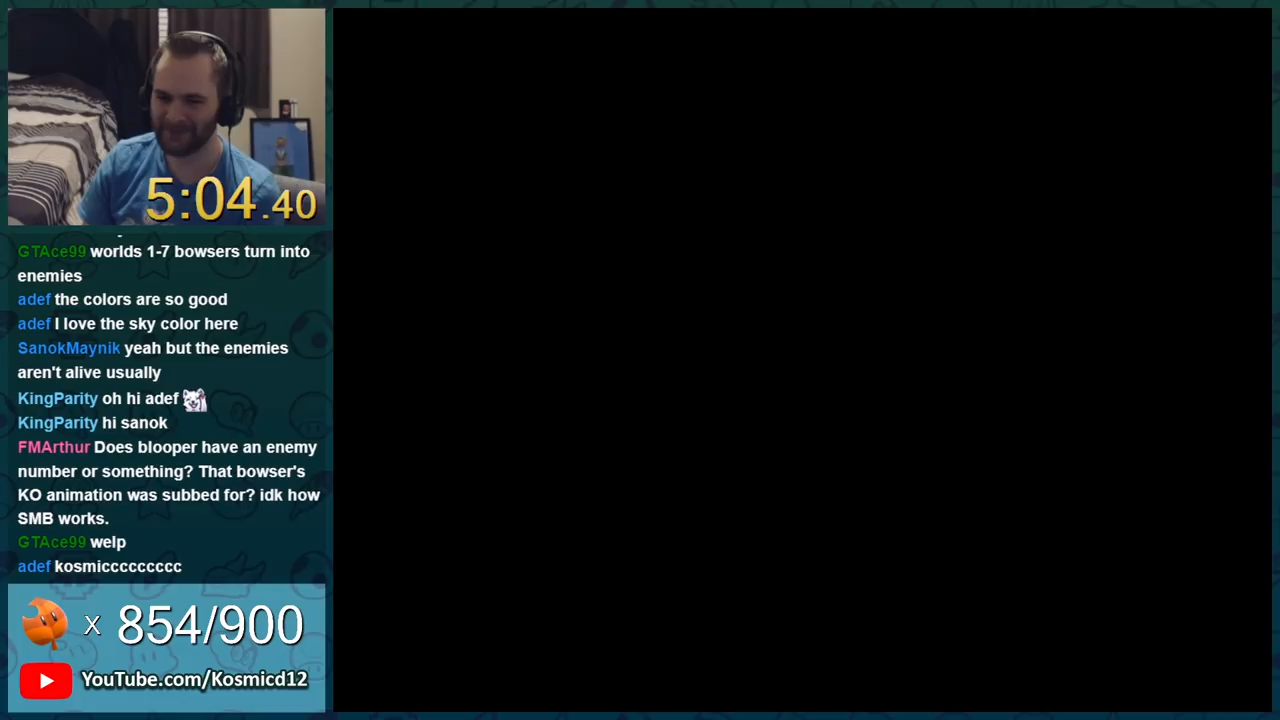 5:04.40
GTAce99 worlds 1-7 bowsers turn into
enemies
adef the colors are so good
adef I love the sky color here
SanokMaynik yeah but the enemies
aren't alive usually
KingParity oh hi adef
KingParity hi sanok
FMArthur Does blooper have an enemy
number or something? That bowser's
KO animation was subbed for? idk how
SMB works.
GTAce99 welp
adef kosmicccccccccc
x 854/900
YouTube.com/Kosmicd12